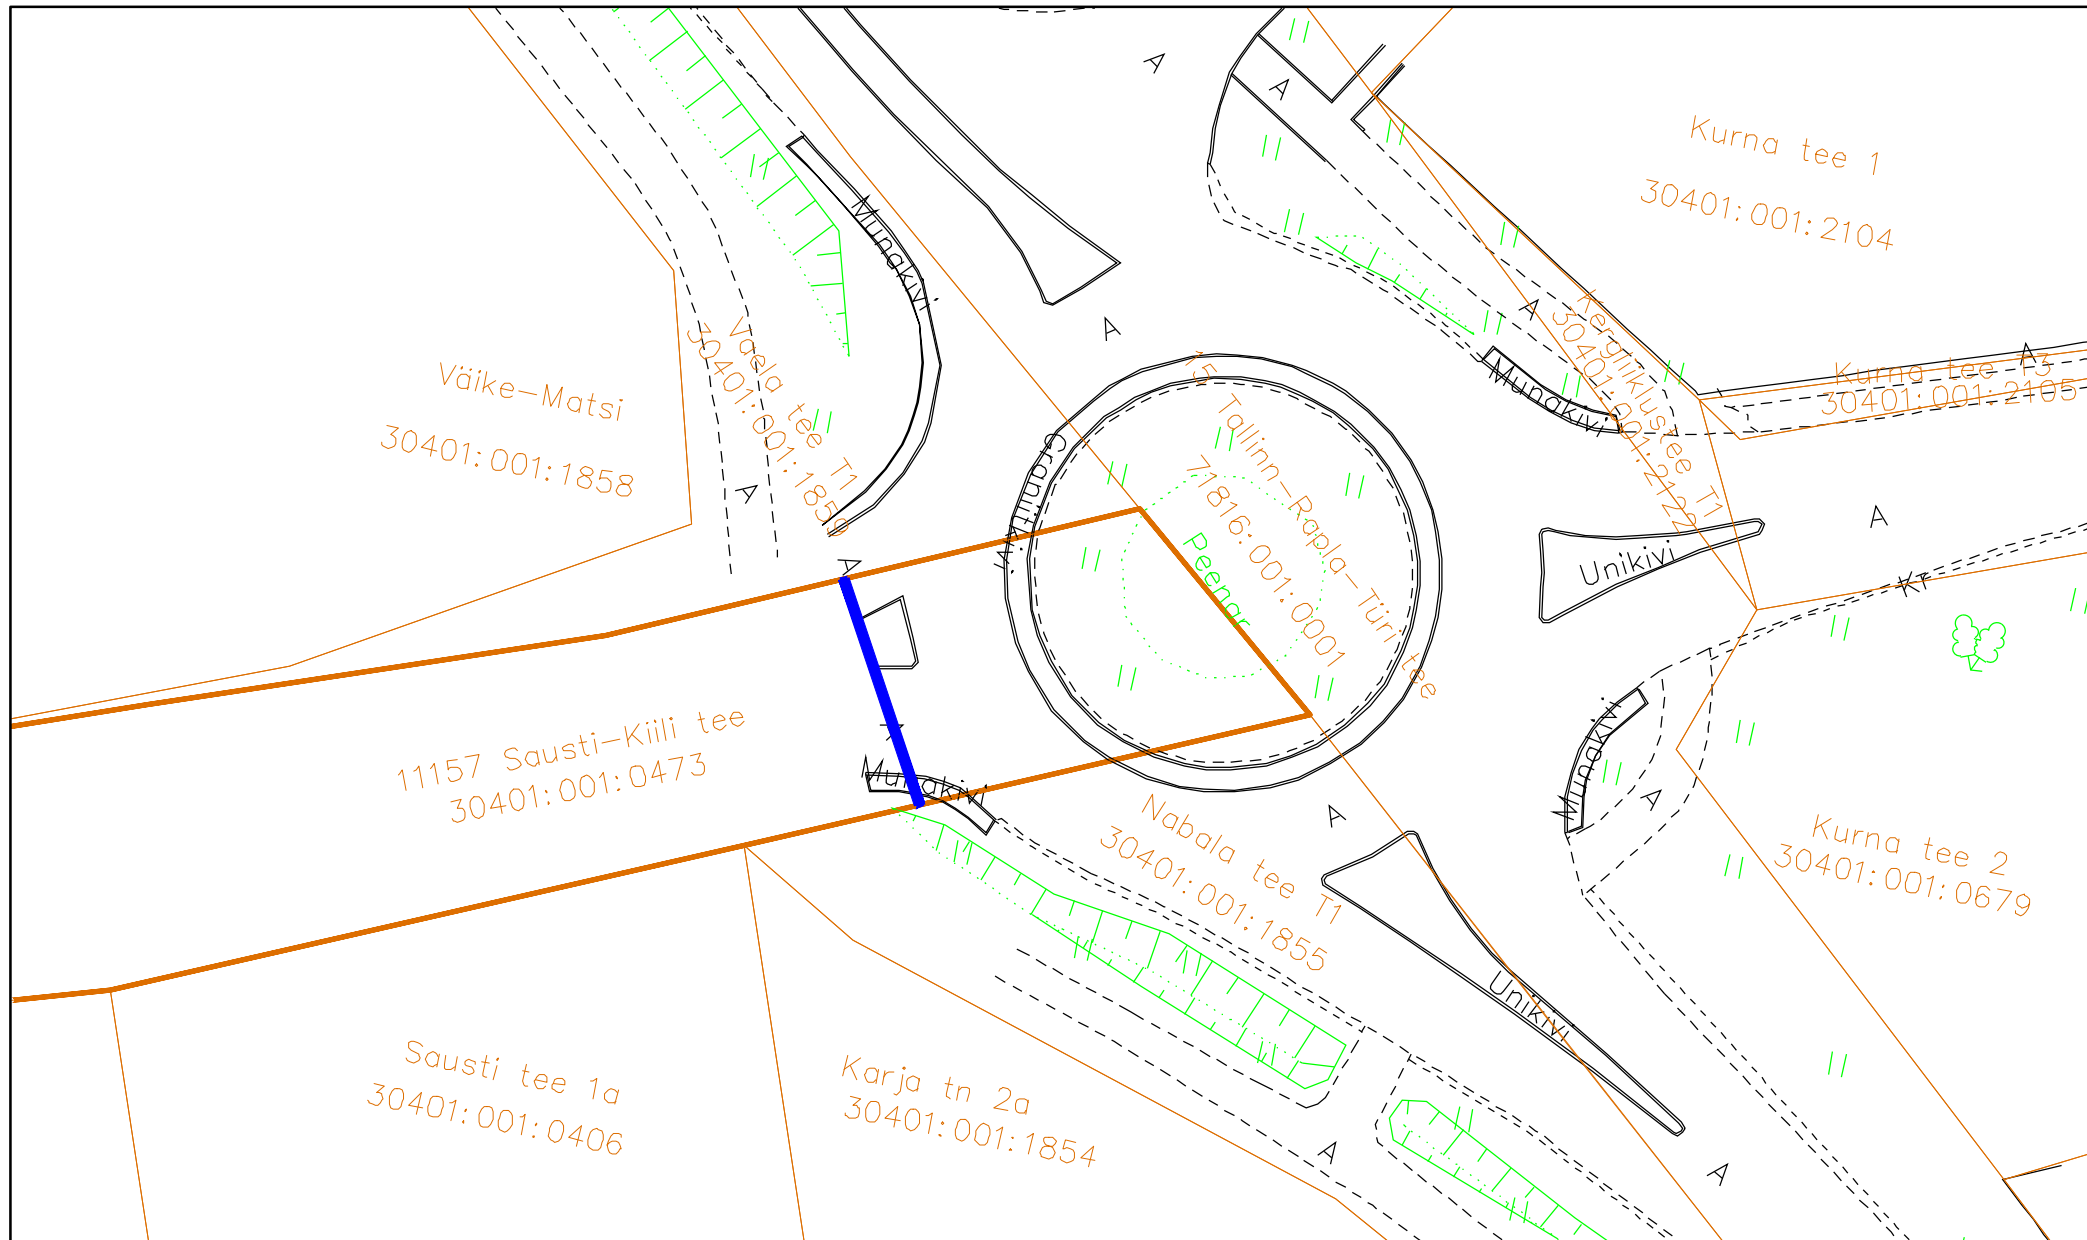 Kurna tee 1
30401:001:2104
A
A
Munakivi
Väike-Matsi
30401:001:1858
Vaela tee T1
30401:001:1859
A
A
A
Kergliiklustee T1
30401:001:2122
Kurna tee T3
30401:001:2105
A
Munakivi
15 Tallinn-Rapla-Türi tee
71816:001:0001
Graniitkivi
Peenar
A
Unikivi
A
Kr
11157 Sausti-Kiili tee
30401:001:0473
Munakivi
Munakivi
A
Nabala tee T1
30401:001:1855
A
Kurna tee 2
30401:001:0679
Unikivi
Sausti tee 1a
30401:001:0406
Karja tn 2a
30401:001:1854
A
A